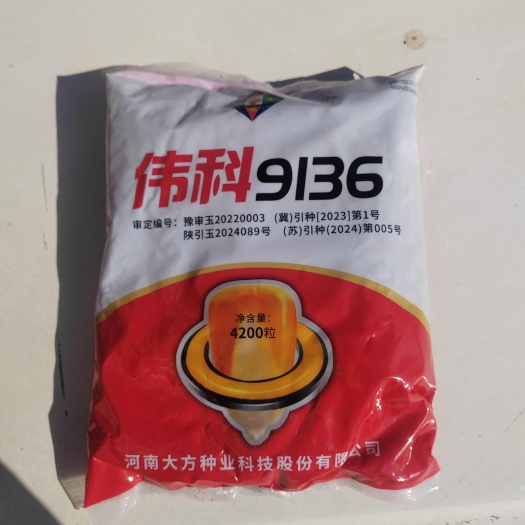 伟科9136
审定编号：豫审玉20220003 (冀)引种[2023]第1号
陕引玉2024089号 (苏)引种(2024)第005号
净含量：
4200粒
河南大方种业科技股份有限公司